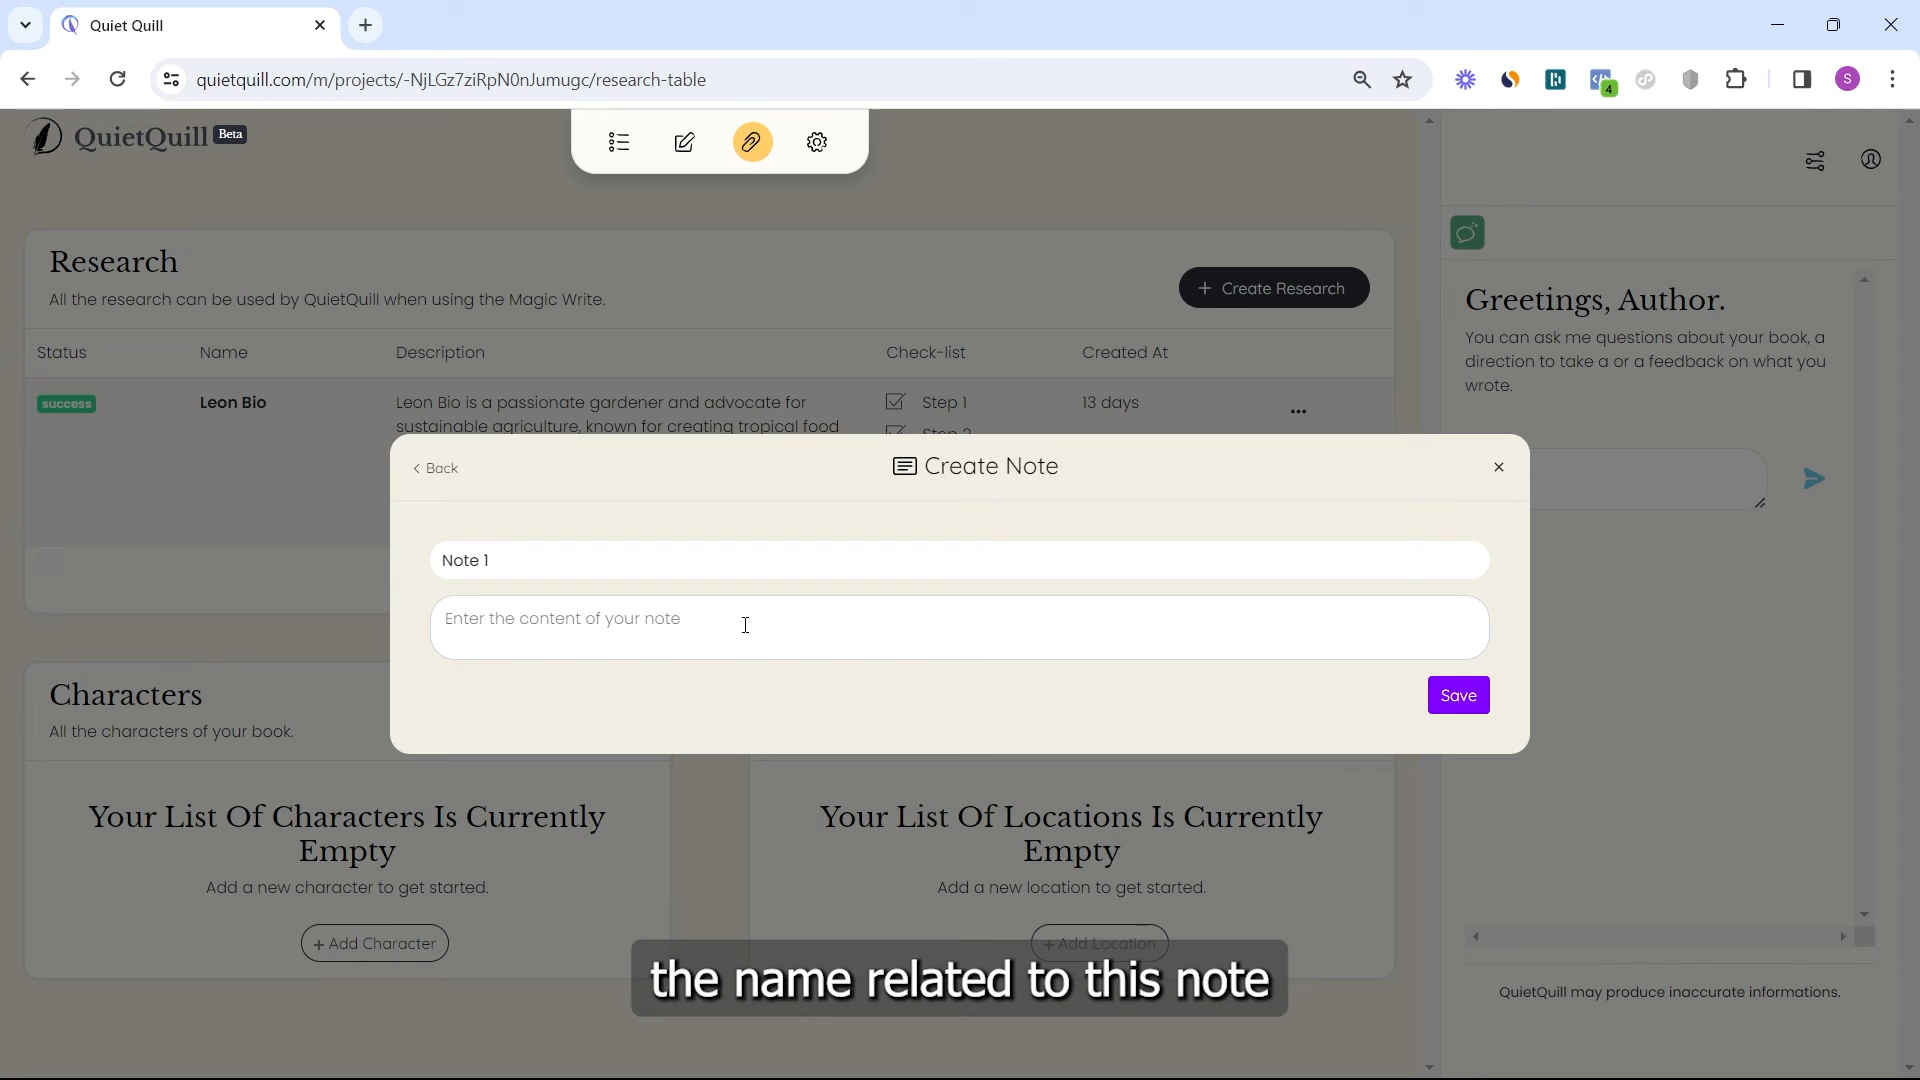 Quiet Quill
quietquill.com/m/projects/-NjLGz7ziRpN0nJumugc/research-table
4
S
QuietQuill Beta
Research
All the research can be used by QuietQuill when using the Magic Write.
+ Create Research
Status Name Description Check-list Created At
success Leon Bio Leon Bio is a passionate gardener and advocate for Step 1 13 days
sustainable agriculture, known for creating tropical food Step 2
Greetings, Author.
You can ask me questions about your book, a
direction to take a or a feedback on what you
wrote.
< Back
Create Note
Note 1
Enter the content of your note
Save
Characters
All the characters of your book.
Your List Of Characters Is Currently
Empty
Add a new character to get started.
+ Add Character
Your List Of Locations Is Currently
Empty
Add a new location to get started.
+ Add Location
the name related to this note
QuietQuill may produce inaccurate informations.